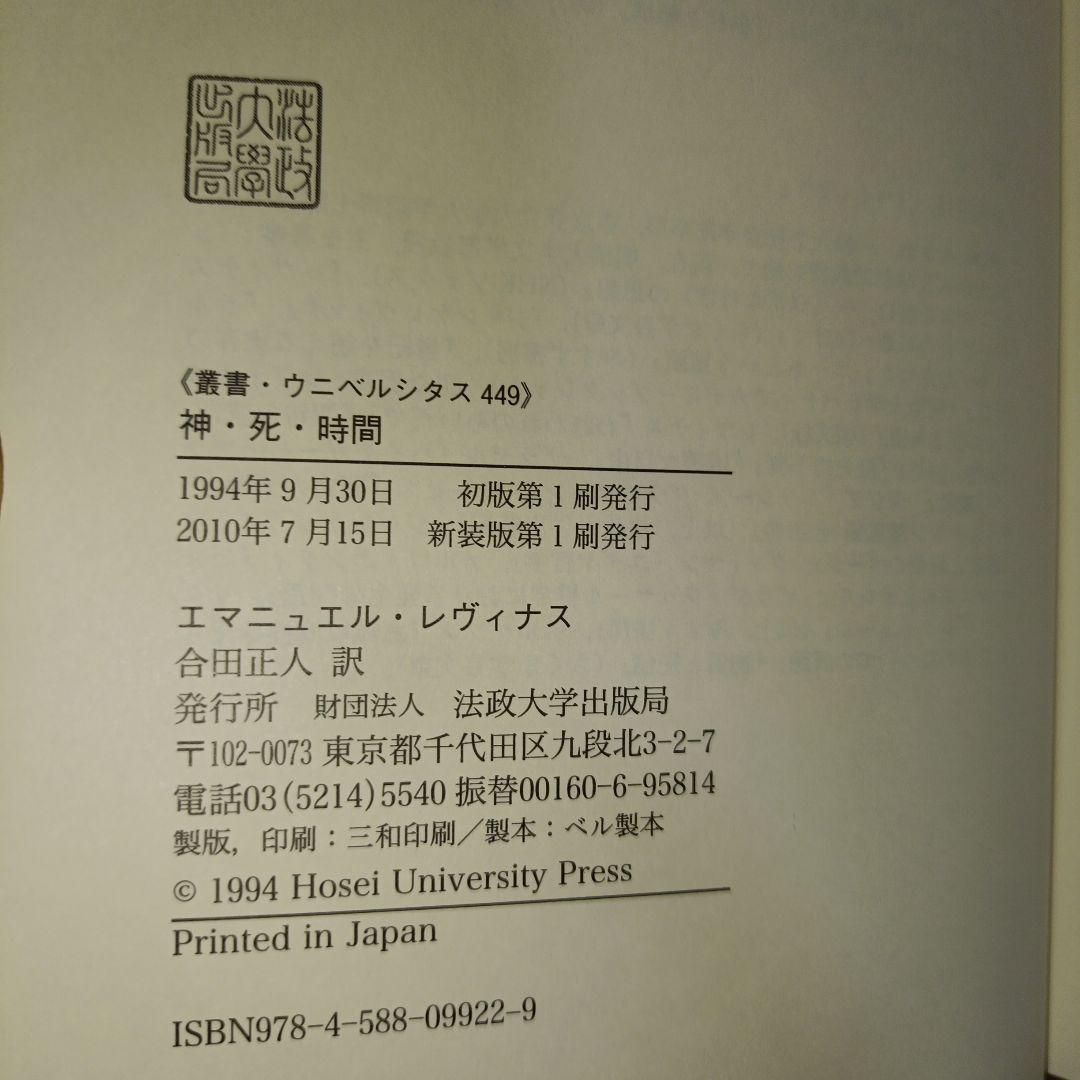 法政
大學
出版局
《叢書・ウニベルシタス 449》
神・死・時間
1994年 9 月30日 初版第 1 刷発行
2010年 7 月15日 新装版第 1 刷発行
エマニュエル・レヴィナス
合田正人 訳
発行所 財団法人 法政大学出版局
〒102-0073 東京都千代田区九段北3-2-7
電話03(5214)5540 振替00160-6-95814
製版，印刷：三和印刷／製本：ベル製本
© 1994 Hosei University Press
Printed in Japan
ISBN978-4-588-09922-9